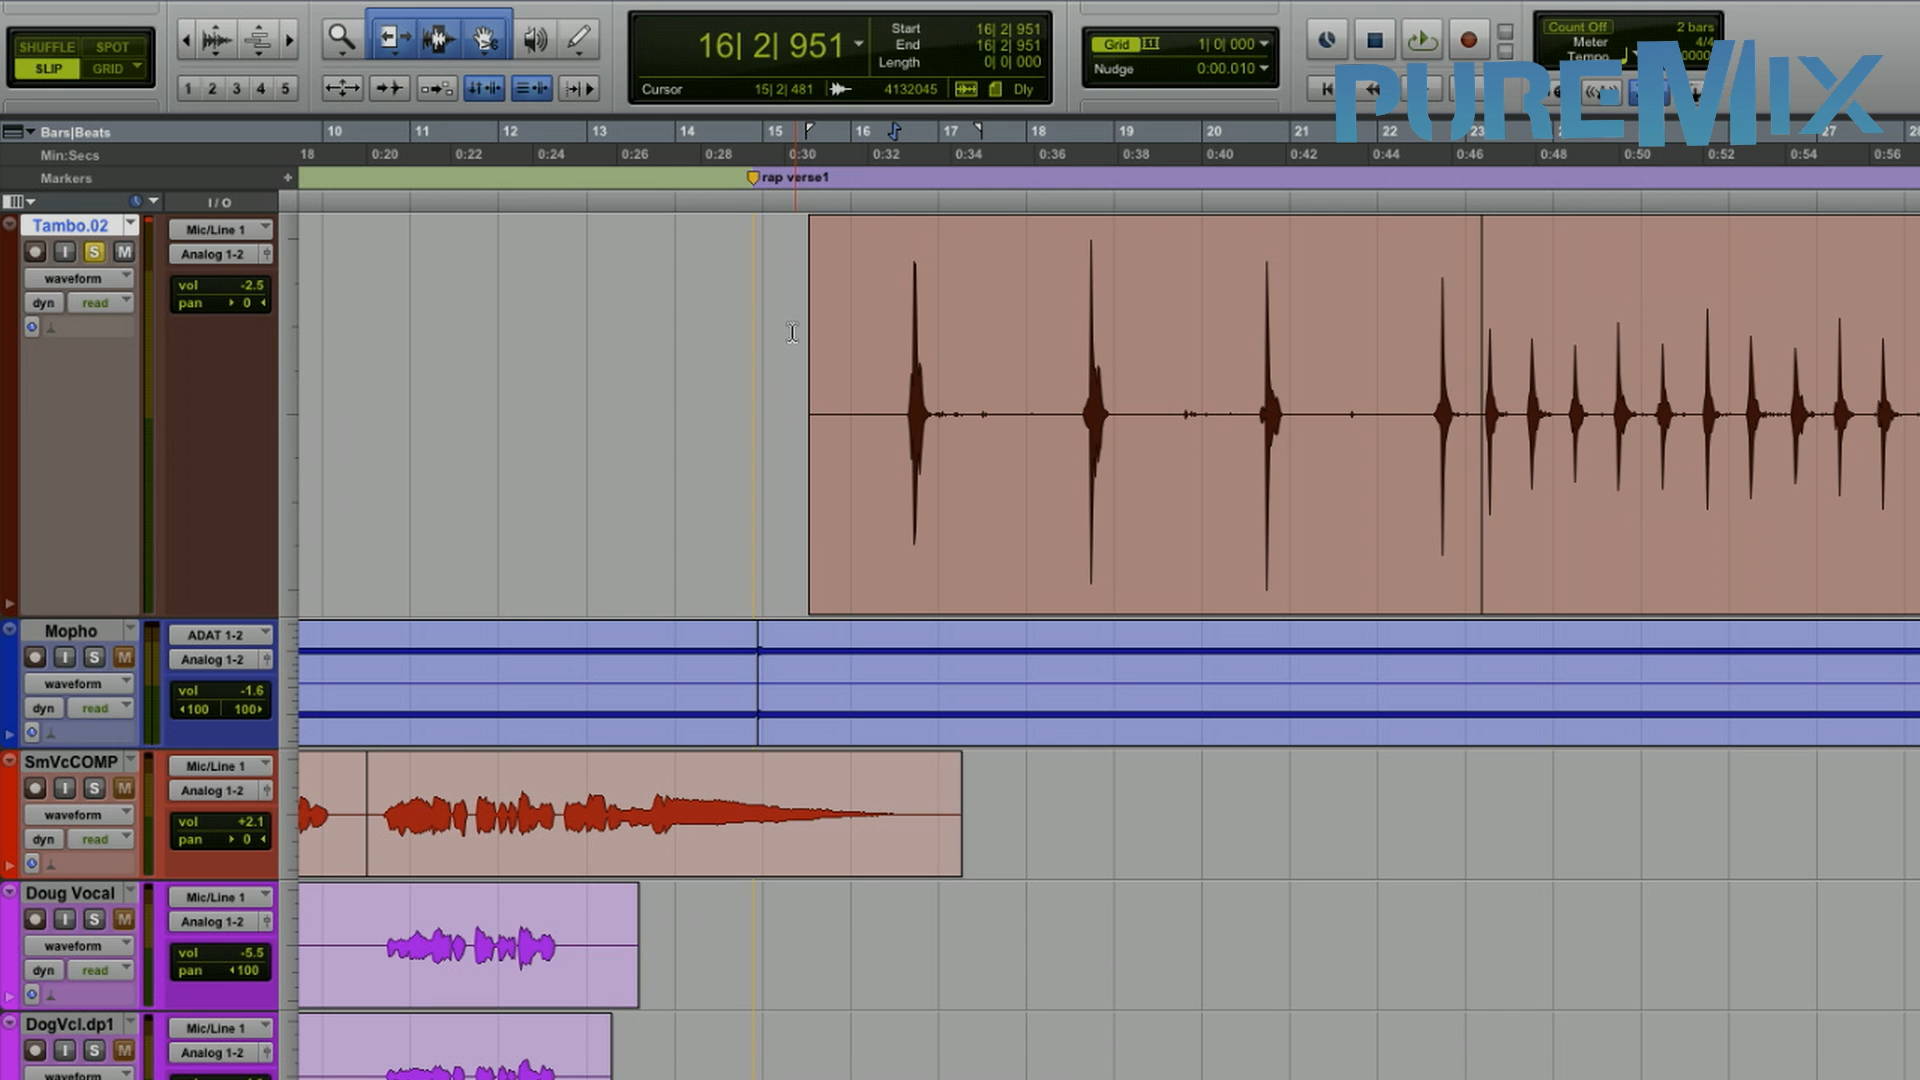 SHUFFLE SPOT
SLIP GRID
1 2 3 4 5
16| 2| 951
Start 16| 2| 951
End 16| 2| 951
Length 0| 0| 000
Cursor 15| 2| 481 4132045 Dly
Grid 1| 0| 000
Nudge 0:00.010
Count Off 2 bars
Meter 4/4
Tempo
PUREMIX
Bars|Beats 10 11 12 13 14 15 16 17 18 19 20 21 22 23 27 28
Min:Secs 18 0:20 0:22 0:24 0:26 0:28 0:30 0:32 0:34 0:36 0:38 0:40 0:42 0:44 0:46 0:48 0:50 0:52 0:54 0:56
Markers + rap verse1
I / O
Tambo.02 Mic/Line 1
I S M Analog 1-2
waveform vol -2.5
dyn read pan 0
Mopho ADAT 1-2
I S M Analog 1-2
waveform vol -1.6
dyn read 100 100
SmVcCOMP Mic/Line 1
I S M Analog 1-2
waveform vol +2.1
dyn read pan 0
Doug Vocal Mic/Line 1
I S M Analog 1-2
waveform vol -5.5
dyn read pan 100
DogVcl.dp1 Mic/Line 1
I S M Analog 1-2
waveform